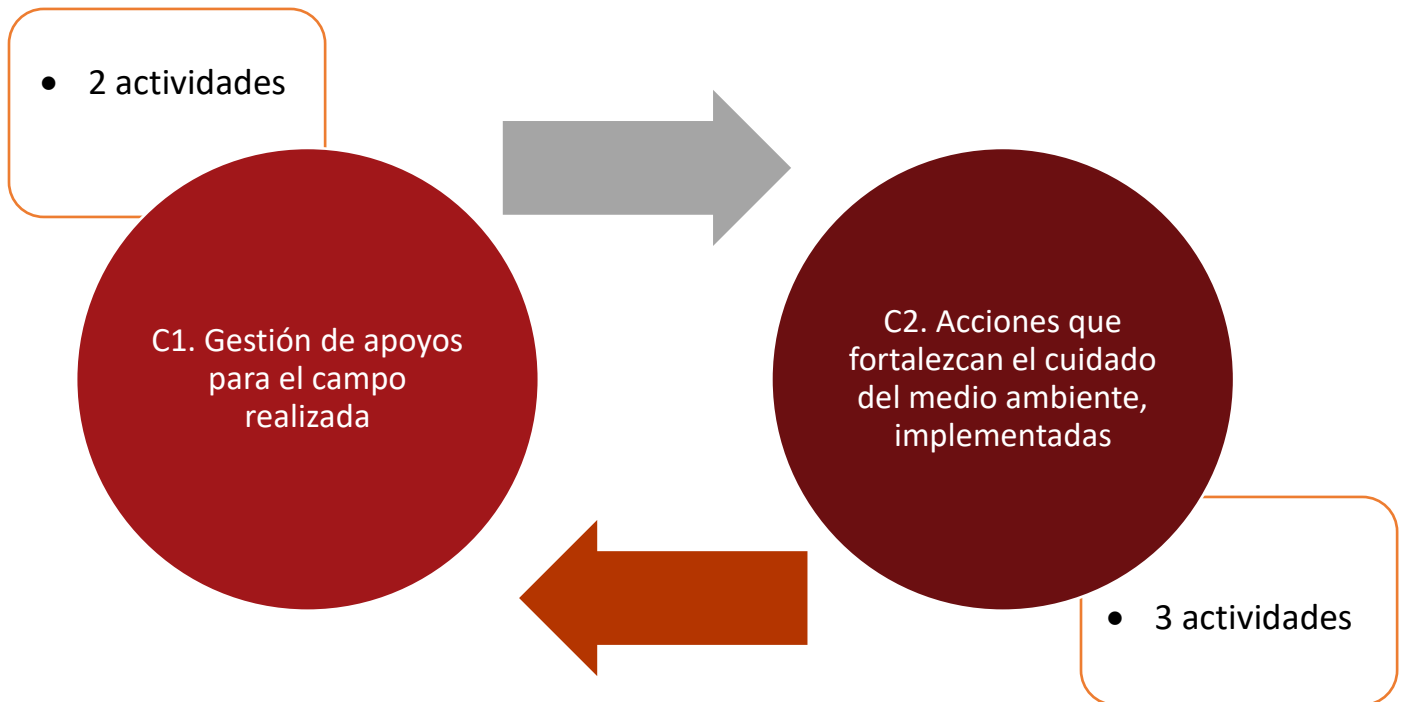 • 2 actividades
C1. Gestión de apoyos
para el campo
realizada
C2. Acciones que
fortalezcan el cuidado
del medio ambiente,
implementadas
• 3 actividades